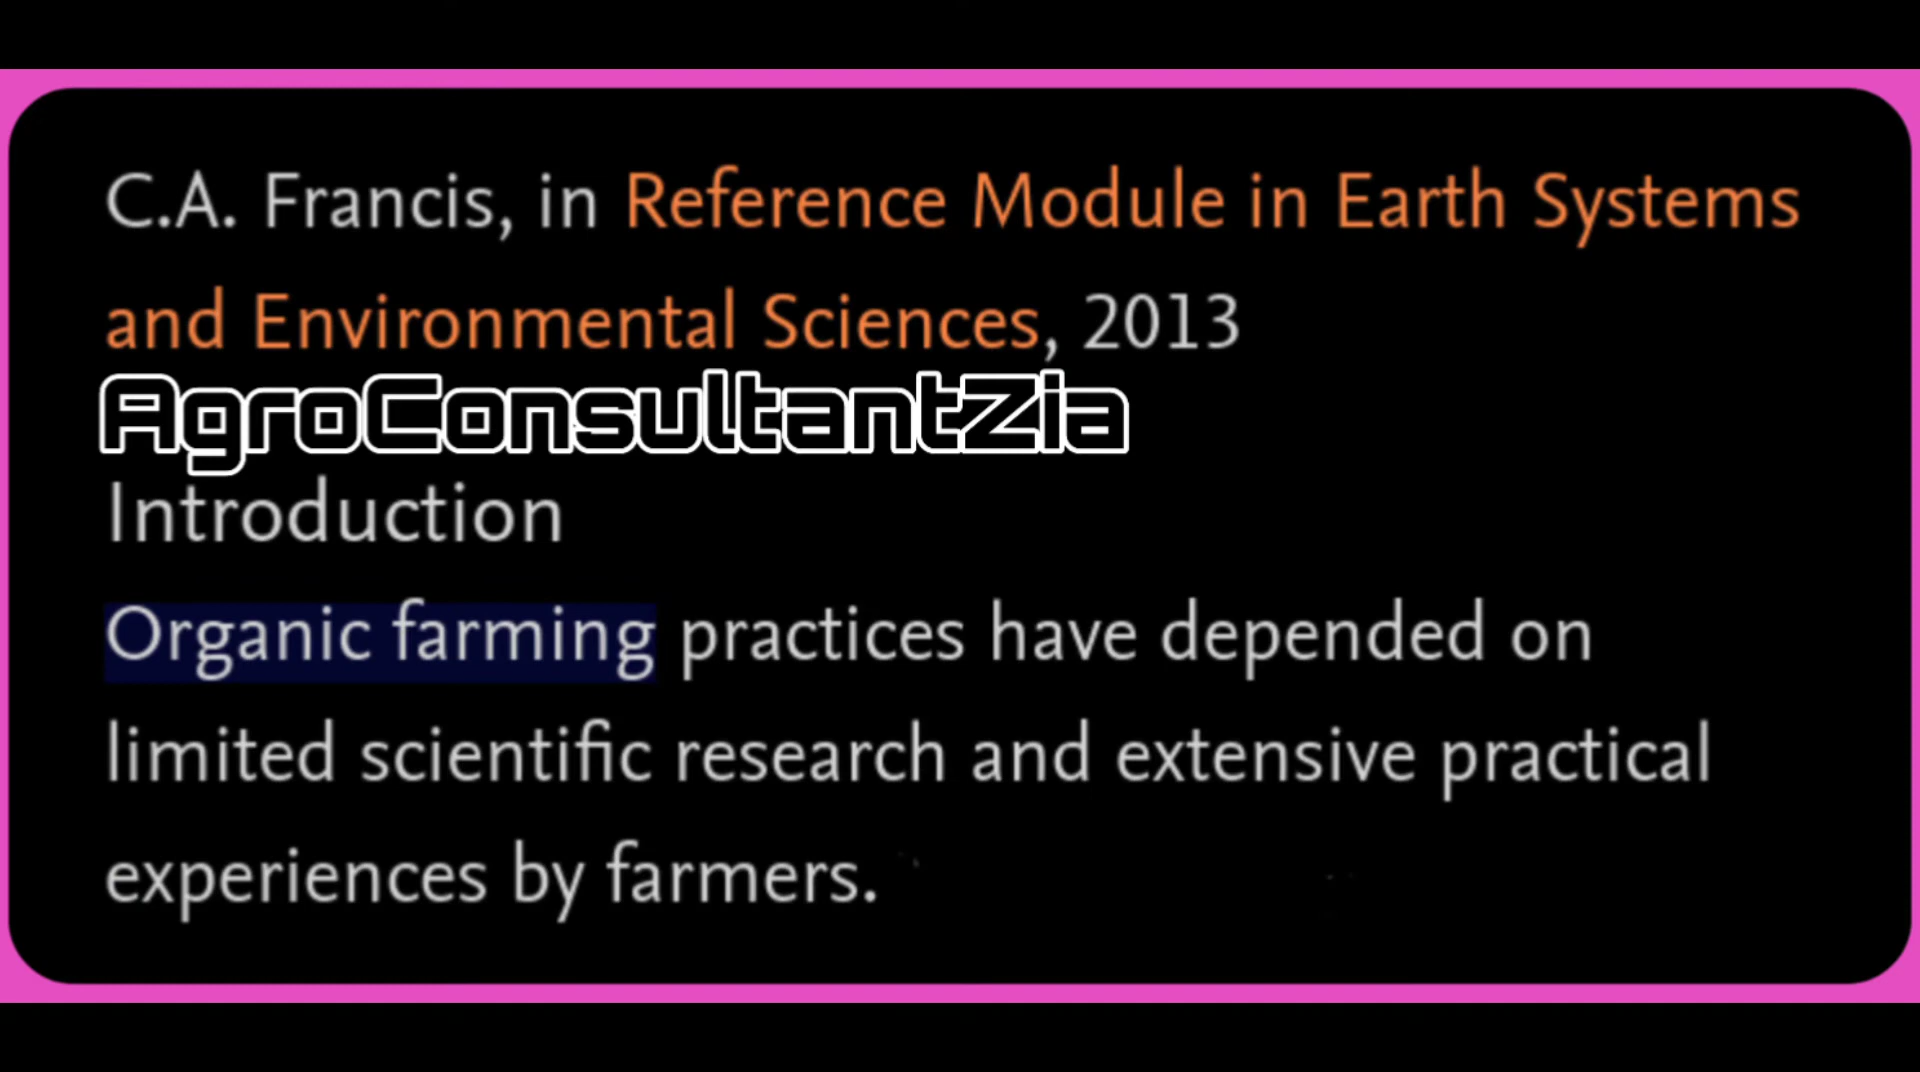 C.A. Francis, in Reference Module in Earth Systems
and Environmental Sciences, 2013
AgroConsultantZia
Introduction
Organic farming practices have depended on
limited scientific research and extensive practical
experiences by farmers.